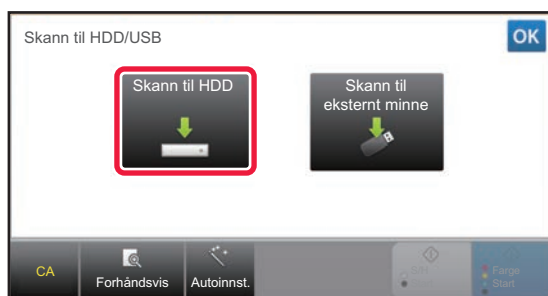 Skann til HDD/USB
OK
Skann til HDD
Skann til
eksternt minne
CA
Forhåndsvis
Autoinnst.
Farge
Start